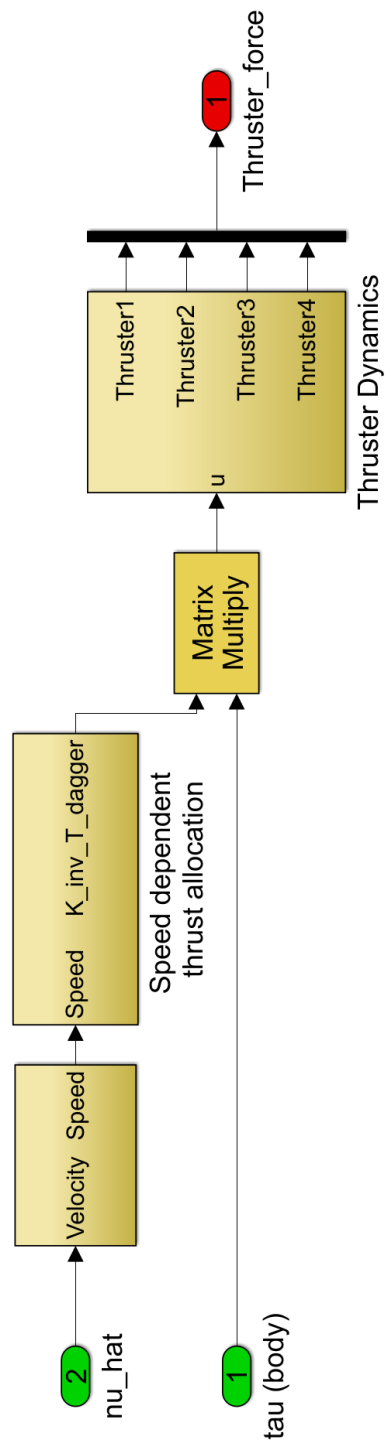 2
nu_hat
Velocity Speed
Speed K_inv_T_dagger
Speed dependent
thrust allocation
1
tau (body)
Matrix
Multiply
u
Thruster1
Thruster2
Thruster3
Thruster4
Thruster Dynamics
1
Thruster_force